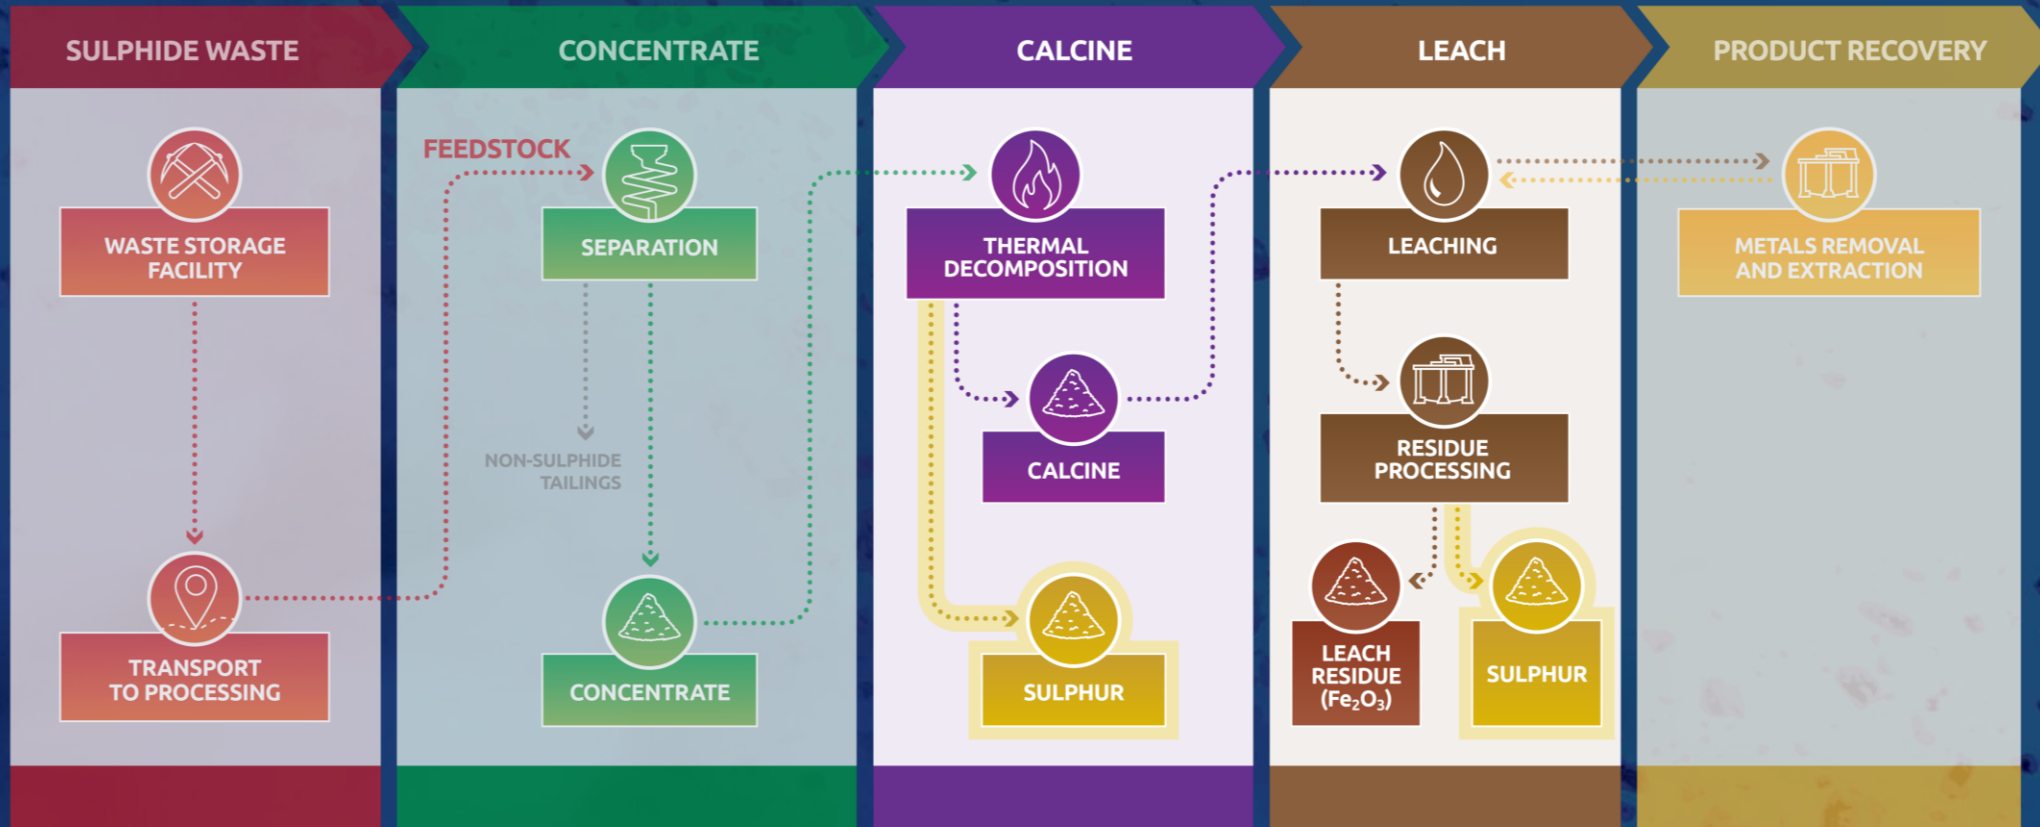 SULPHIDE WASTE
CONCENTRATE
CALCINE
LEACH
PRODUCT RECOVERY
WASTE STORAGE
FACILITY
TRANSPORT
TO PROCESSING
FEEDSTOCK
SEPARATION
NON-SULPHIDE
TAILINGS
CONCENTRATE
THERMAL
DECOMPOSITION
CALCINE
SULPHUR
LEACHING
RESIDUE
PROCESSING
LEACH
RESIDUE
(Fe₂O₃)
SULPHUR
METALS REMOVAL
AND EXTRACTION